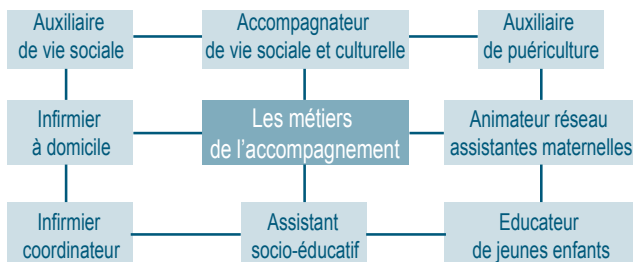 Auxiliaire
de vie sociale
Accompagnateur
de vie sociale et culturelle
Auxiliaire
de puériculture
Infirmier
à domicile
Les métiers
de l’accompagnement
Animateur réseau
assistantes maternelles
Infirmier
coordinateur
Assistant
socio-éducatif
Educateur
de jeunes enfants